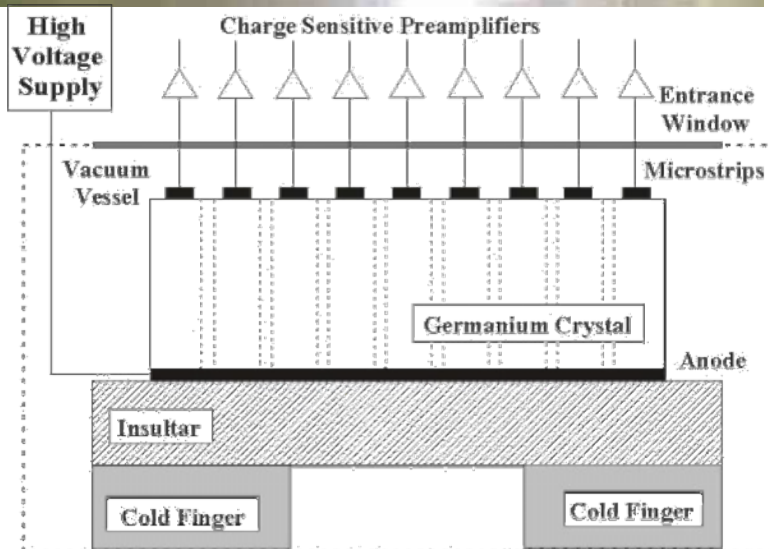 High
Voltage
Supply
Charge Sensitive Preamplifiers
Entrance
Window
Vacuum
Vessel
Microstrips
Germanium Crystal
Anode
Insultar
Cold Finger
Cold Finger